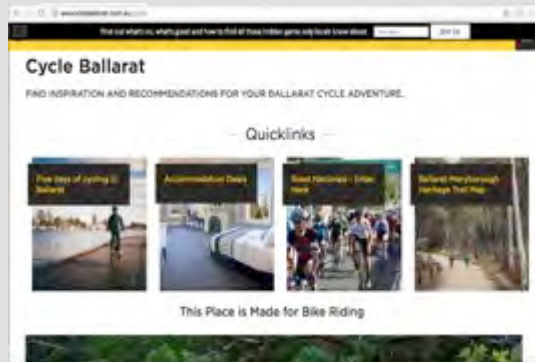 Find out what's on, what's good and how to find all those hidden gems only locals know about.
Cycle Ballarat
FIND INSPIRATION AND RECOMMENDATIONS FOR YOUR BALLARAT CYCLE ADVENTURE.
Quicklinks
Five days of cycling in
Ballarat
Accommodation Deals
Road Nationals - Enter
Here
Ballarat Maryborough
Heritage Trail Map
This Place is Made for Bike Riding